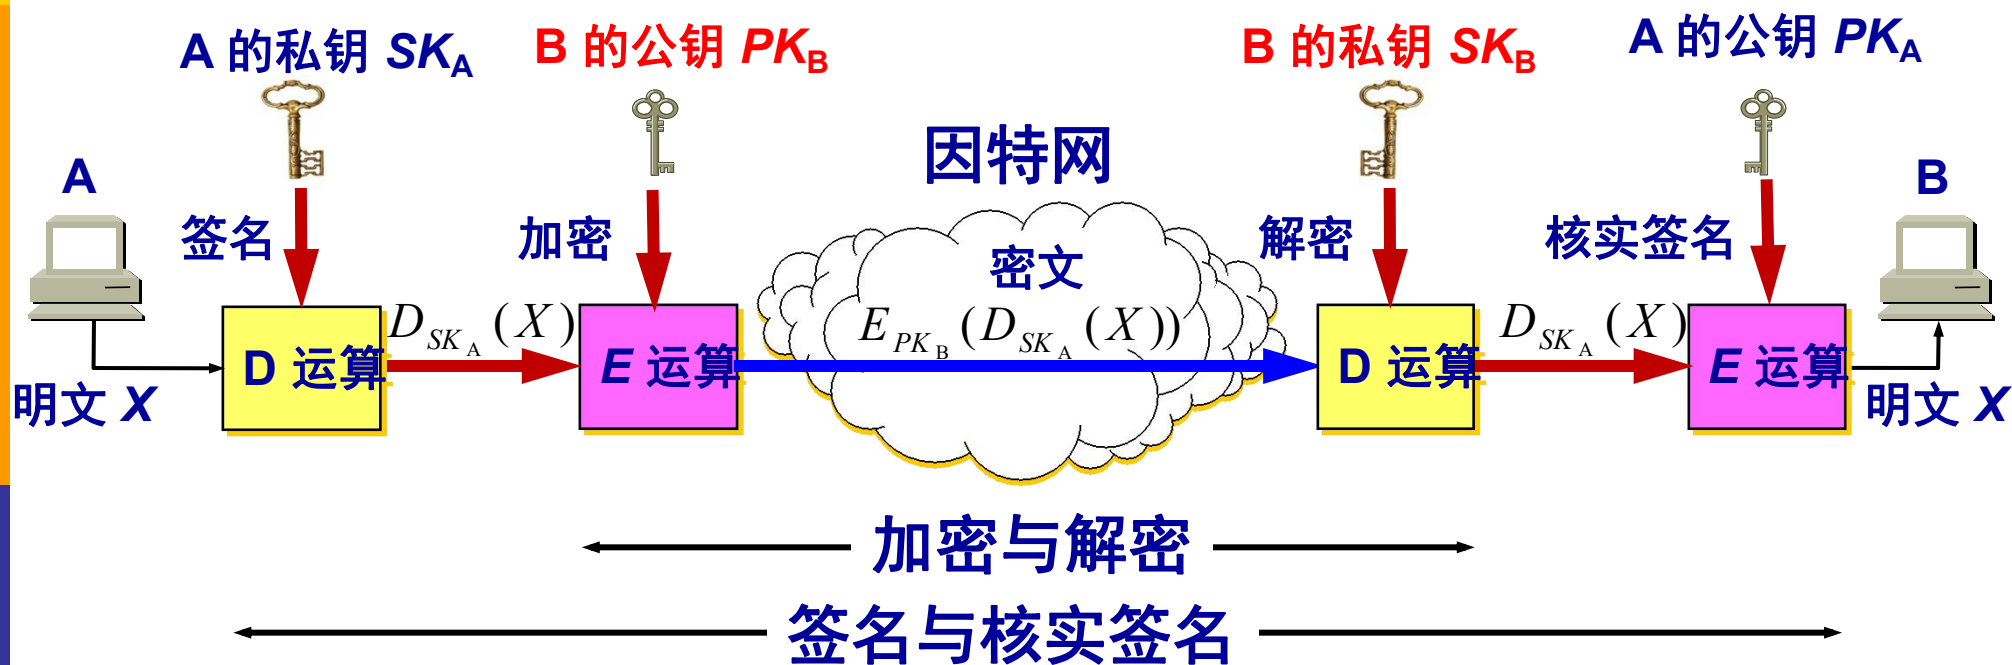 A 的私钥 SKA
B 的公钥 PKB
B 的私钥 SKB
A 的公钥 PKA
因特网
A
B
签名
加密
密文
解密
核实签名
D 运算
DSKA (X)
E 运算
EPKB (DSKA (X))
D 运算
DSKA (X)
E 运算
明文 X
明文 X
加密与解密
签名与核实签名